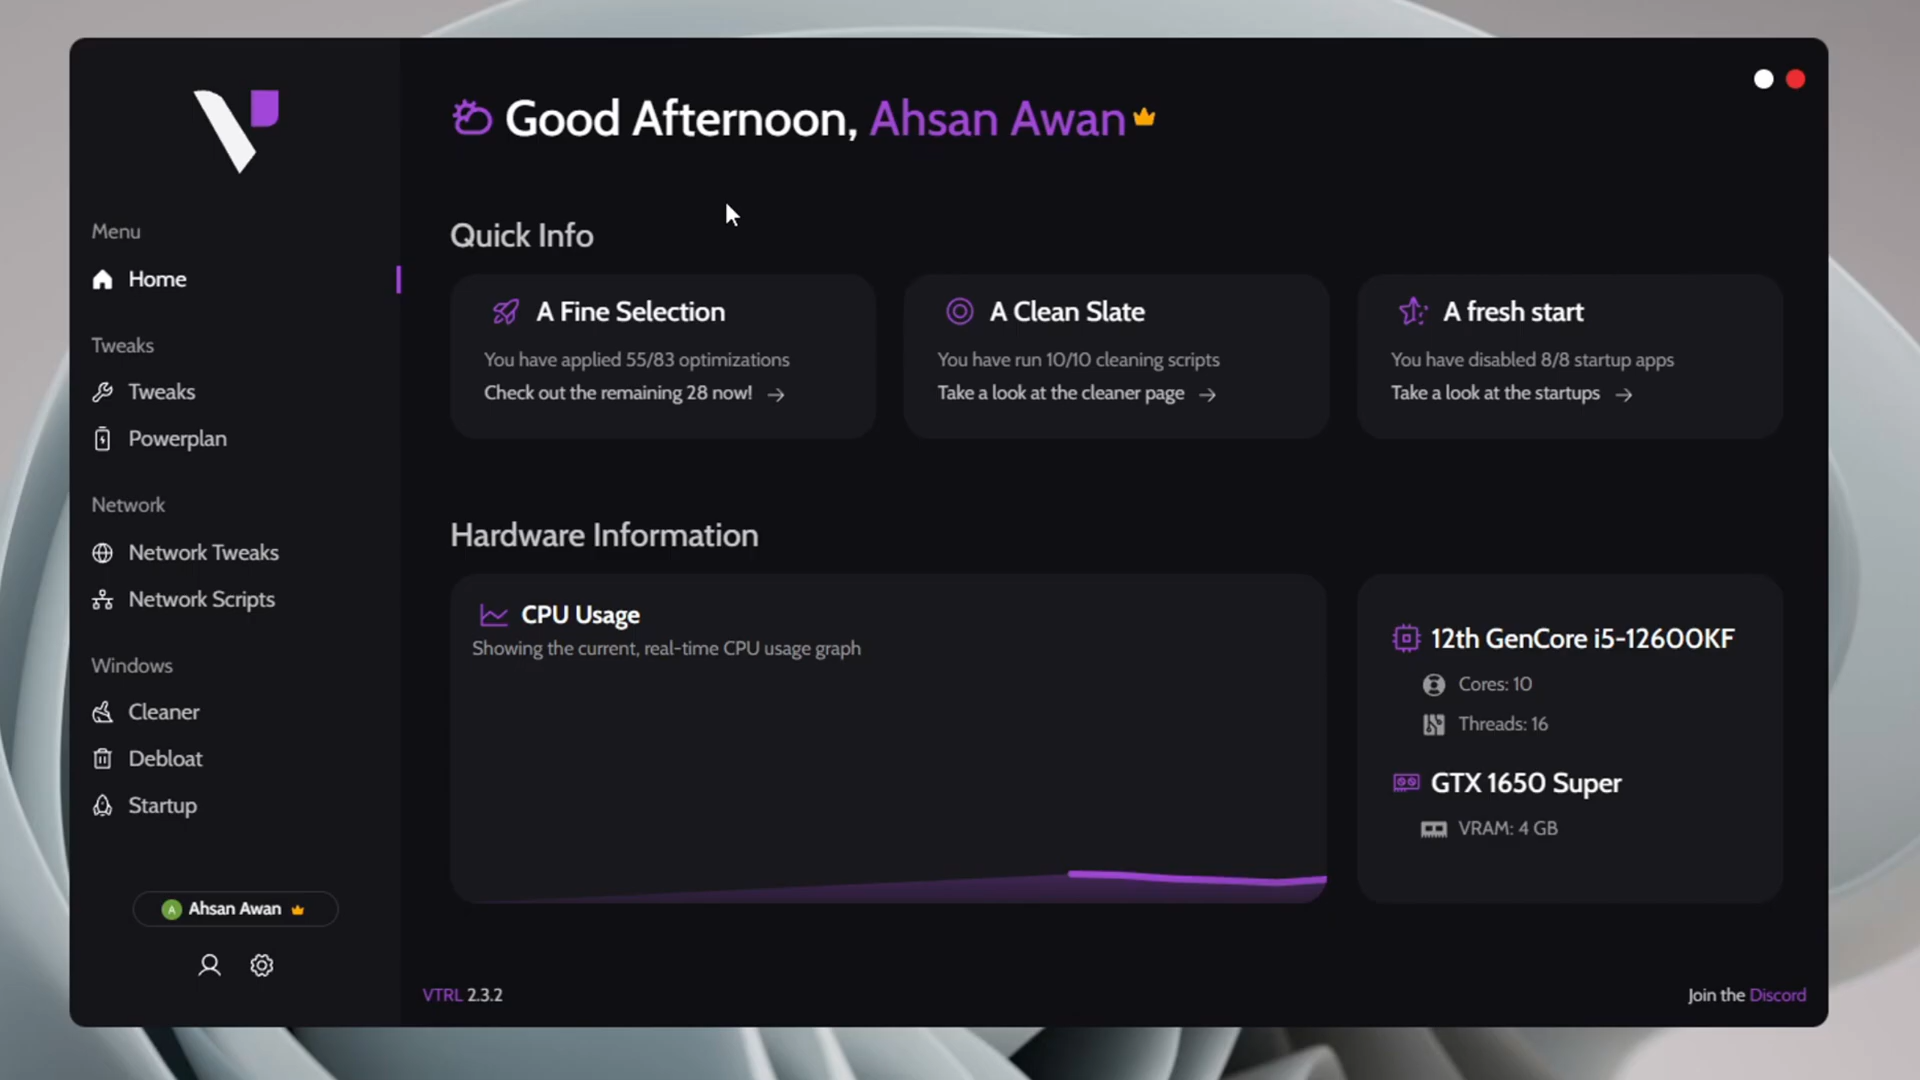 Good Afternoon, Ahsan Awan
Menu
Home
Tweaks
Tweaks
Powerplan
Network
Network Tweaks
Network Scripts
Windows
Cleaner
Debloat
Startup
A Ahsan Awan
Quick Info
A Fine Selection
You have applied 55/83 optimizations
Check out the remaining 28 now! →
A Clean Slate
You have run 10/10 cleaning scripts
Take a look at the cleaner page →
A fresh start
You have disabled 8/8 startup apps
Take a look at the startups →
Hardware Information
CPU Usage
Showing the current, real-time CPU usage graph
12th GenCore i5-12600KF
Cores: 10
Threads: 16
GTX 1650 Super
VRAM: 4 GB
VTRL 2.3.2
Join the Discord